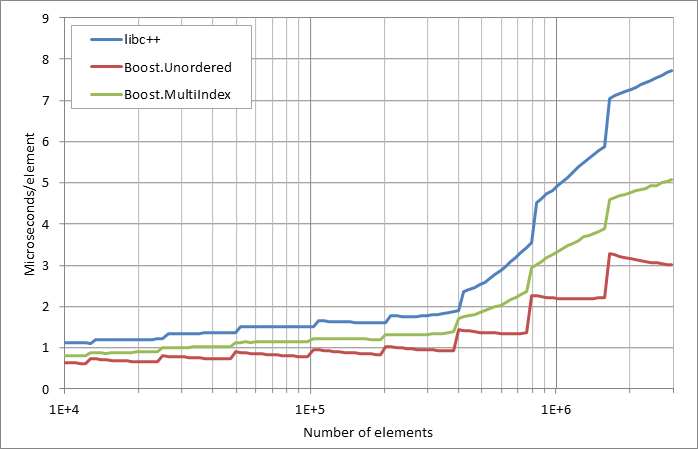 9
8
7
6
5
4
3
2
1
0
Microseconds/element
libc++
Boost.Unordered
Boost.MultiIndex
1E+4
1E+5
1E+6
Number of elements